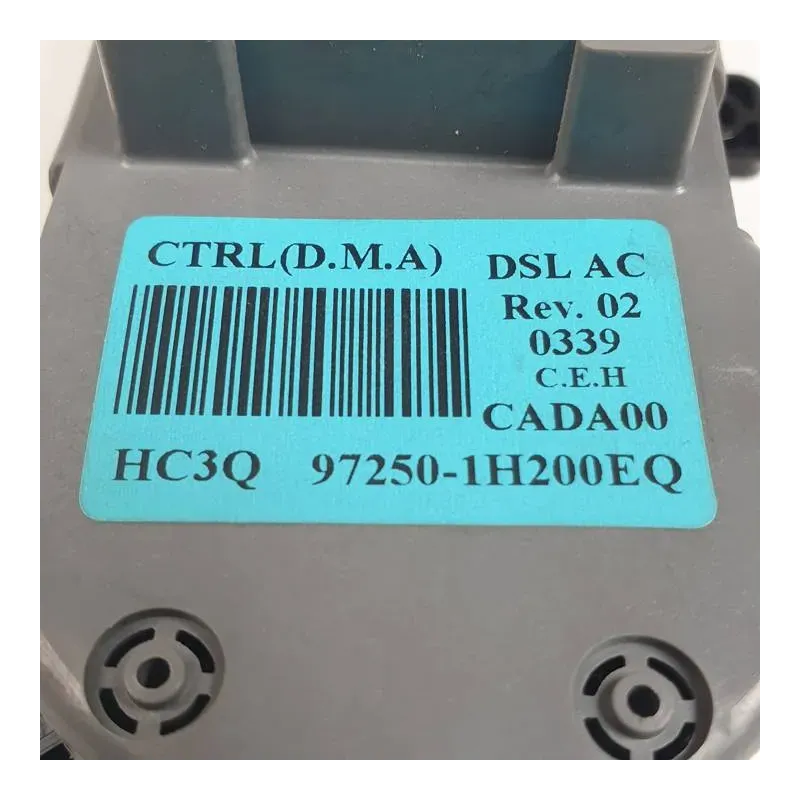 CTRL(D.M.A)
DSL AC
Rev. 02
0339
C.E.H
CADA00
HC3Q 97250-1H200EQ